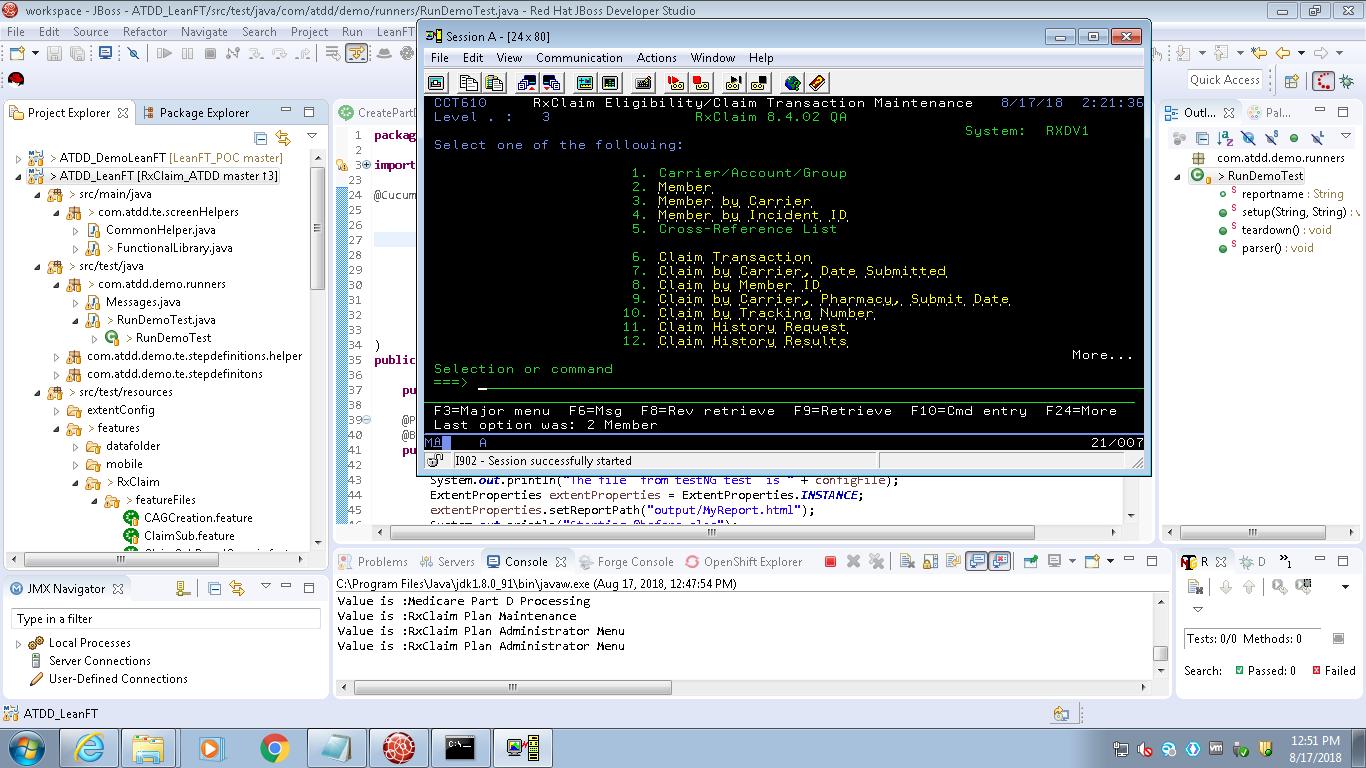 workspace - JBoss - ATDD_LeanFT/src/test/java/com/atdd/demo/runners/RunDemoTest.java - Red Hat JBoss Developer Studio
File Edit Source Refactor Navigate Search Project Run LeanFT
Quick Access
Project Explorer Package Explorer
> ATDD_DemoLeanFT [LeanFT_POC master]
> ATDD_LeanFT [RxClaim_ATDD master ↑3]
> src/main/java
> com.atdd.te.screenHelpers
CommonHelper.java
> FunctionalLibrary.java
> src/test/java
> com.atdd.demo.runners
Messages.java
> RunDemoTest.java
> RunDemoTest
com.atdd.demo.te.stepdefinitions.helper
com.atdd.demo.te.stepdefinitons
> src/test/resources
extentConfig
> features
datafolder
mobile
> RxClaim
> featureFiles
CAGCreation.feature
ClaimSub.feature
CreatePartD
1 packag
2
3 import
23
24 @Cucum
25
26
27
28
29
30
31
32
33
34 )
35 public
36
37 pu
38
39 @P
40 @B
41 pu
42
43 System.out.println("The file from testNG test is " + configFile);
44 ExtentProperties extentProperties = ExtentProperties.INSTANCE;
45 extentProperties.setReportPath("output/MyReport.html");
46
Session A - [24 x 80]
File Edit View Communication Actions Window Help
CCT610 RxClaim Eligibility/Claim Transaction Maintenance 8/17/18 2:21:36
Level . : 3 RxClaim 8.4.02 QA
System: RXDV1
Select one of the following:
1. Carrier/Account/Group
2. Member
3. Member by Carrier
4. Member by Incident ID
5. Cross-Reference List
6. Claim Transaction
7. Claim by Carrier, Date Submitted
8. Claim by Member ID
9. Claim by Carrier, Pharmacy, Submit Date
10. Claim by Tracking Number
11. Claim History Request
12. Claim History Results
More...
Selection or command
===>
F3=Major menu F6=Msg F8=Rev retrieve F9=Retrieve F10=Cmd entry F24=More
Last option was: 2 Member
MA A 21/007
I902 - Session successfully started
Outl... Pal...
com.atdd.demo.runners
> RunDemoTest
reportname : String
setup(String, String) : v
teardown() : void
parser() : void
JMX Navigator
Type in a filter
Local Processes
Server Connections
User-Defined Connections
Problems Servers Console Forge Console OpenShift Explorer
C:\Program Files\Java\jdk1.8.0_91\bin\javaw.exe (Aug 17, 2018, 12:47:54 PM)
Value is :Medicare Part D Processing
Value is :RxClaim Plan Maintenance
Value is :RxClaim Plan Administrator Menu
Value is :RxClaim Plan Administrator Menu
R D »1
Tests: 0/0 Methods: 0
Search: Passed: 0 Failed
ATDD_LeanFT
12:51 PM
8/17/2018